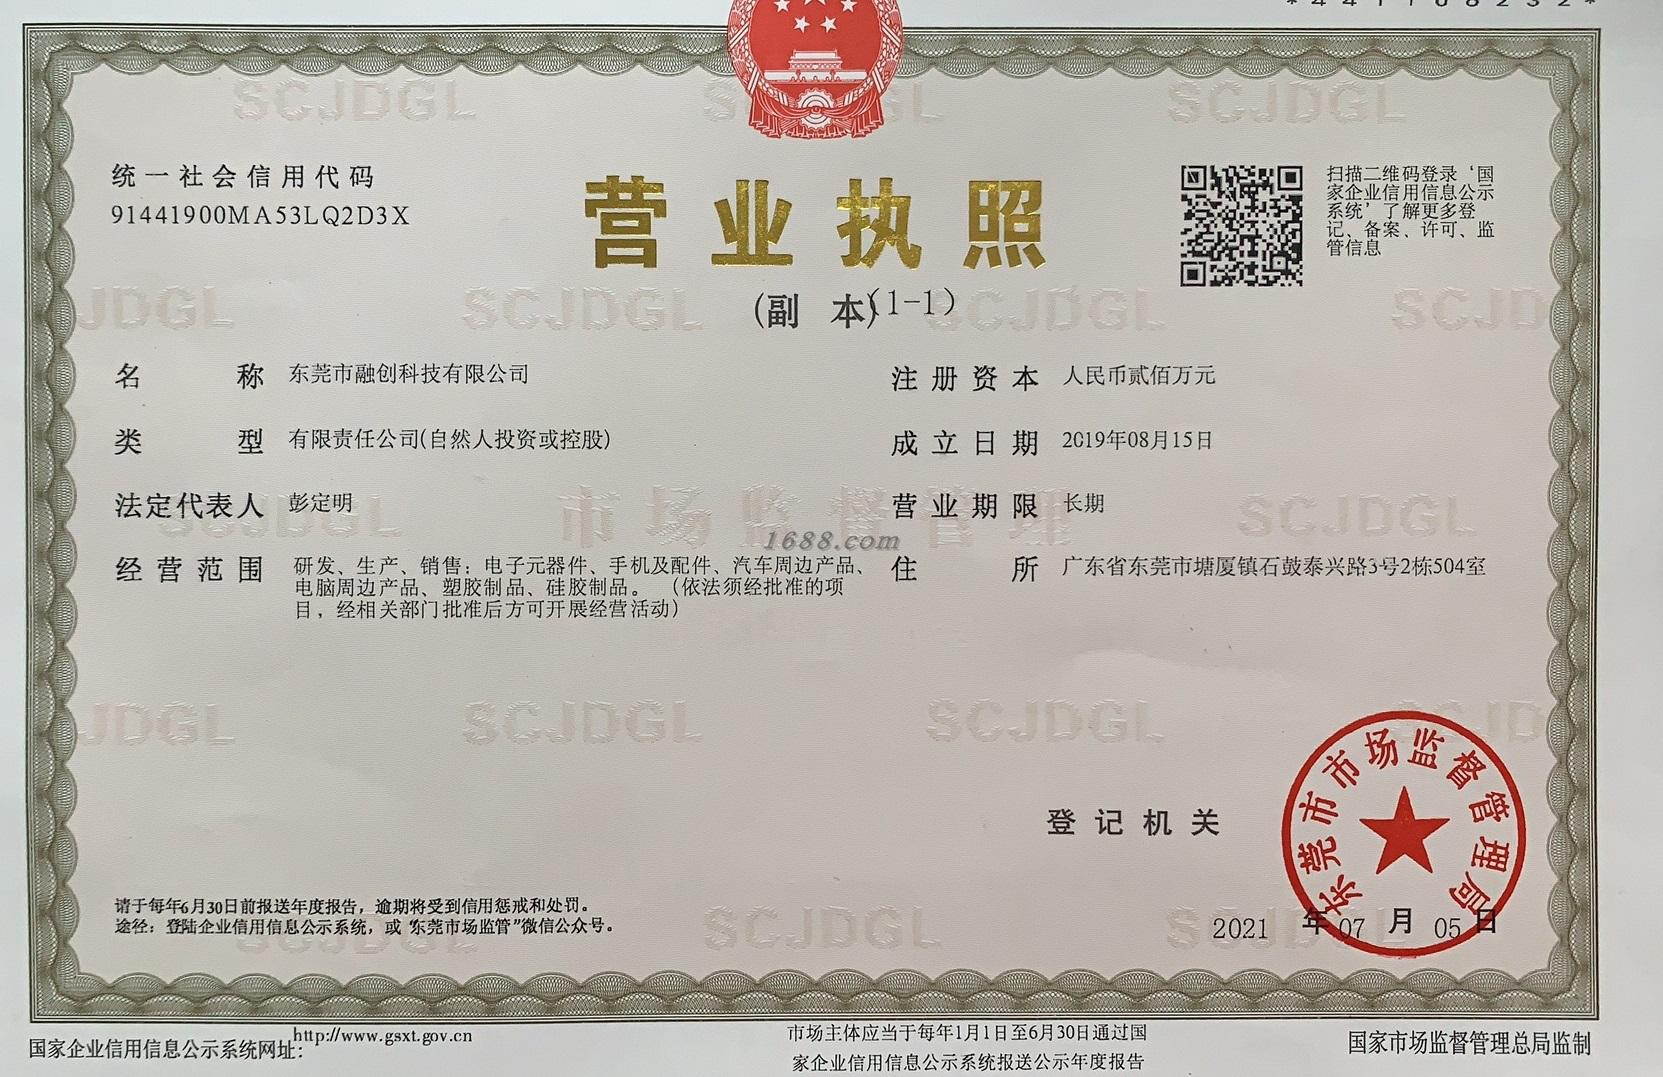 统一社会信用代码
91441900MA53LQ2D3X
营业执照
(副 本)(1-1)
扫描二维码登录‘国
家企业信用信息公示
系统’了解更多登
记、备案、许可、监
管信息
名 称 东莞市融创科技有限公司
类 型 有限责任公司(自然人投资或控股)
法定代表人 彭定明
经营范围 研发、生产、销售：电子元器件、手机及配件、汽车周边产品、
电脑周边产品、塑胶制品、硅胶制品。（依法须经批准的项
目，经相关部门批准后方可开展经营活动）
注册资本 人民币贰佰万元
成立日期 2019年08月15日
营业期限 长期
住 所 广东省东莞市塘厦镇石鼓泰兴路3号2栋504室
1688.com
市场监督管理
SCJDGL
登记机关
东莞市市场监督管理局
2021 年 07 月 05 日
请于每年6月30日前报送年度报告，逾期将受到信用惩戒和处罚。
途径：登陆企业信用信息公示系统，或“东莞市场监管”微信公众号。
国家企业信用信息公示系统网址: http://www.gsxt.gov.cn
市场主体应当于每年1月1日至6月30日通过国
家企业信用信息公示系统报送公示年度报告
国家市场监督管理总局监制